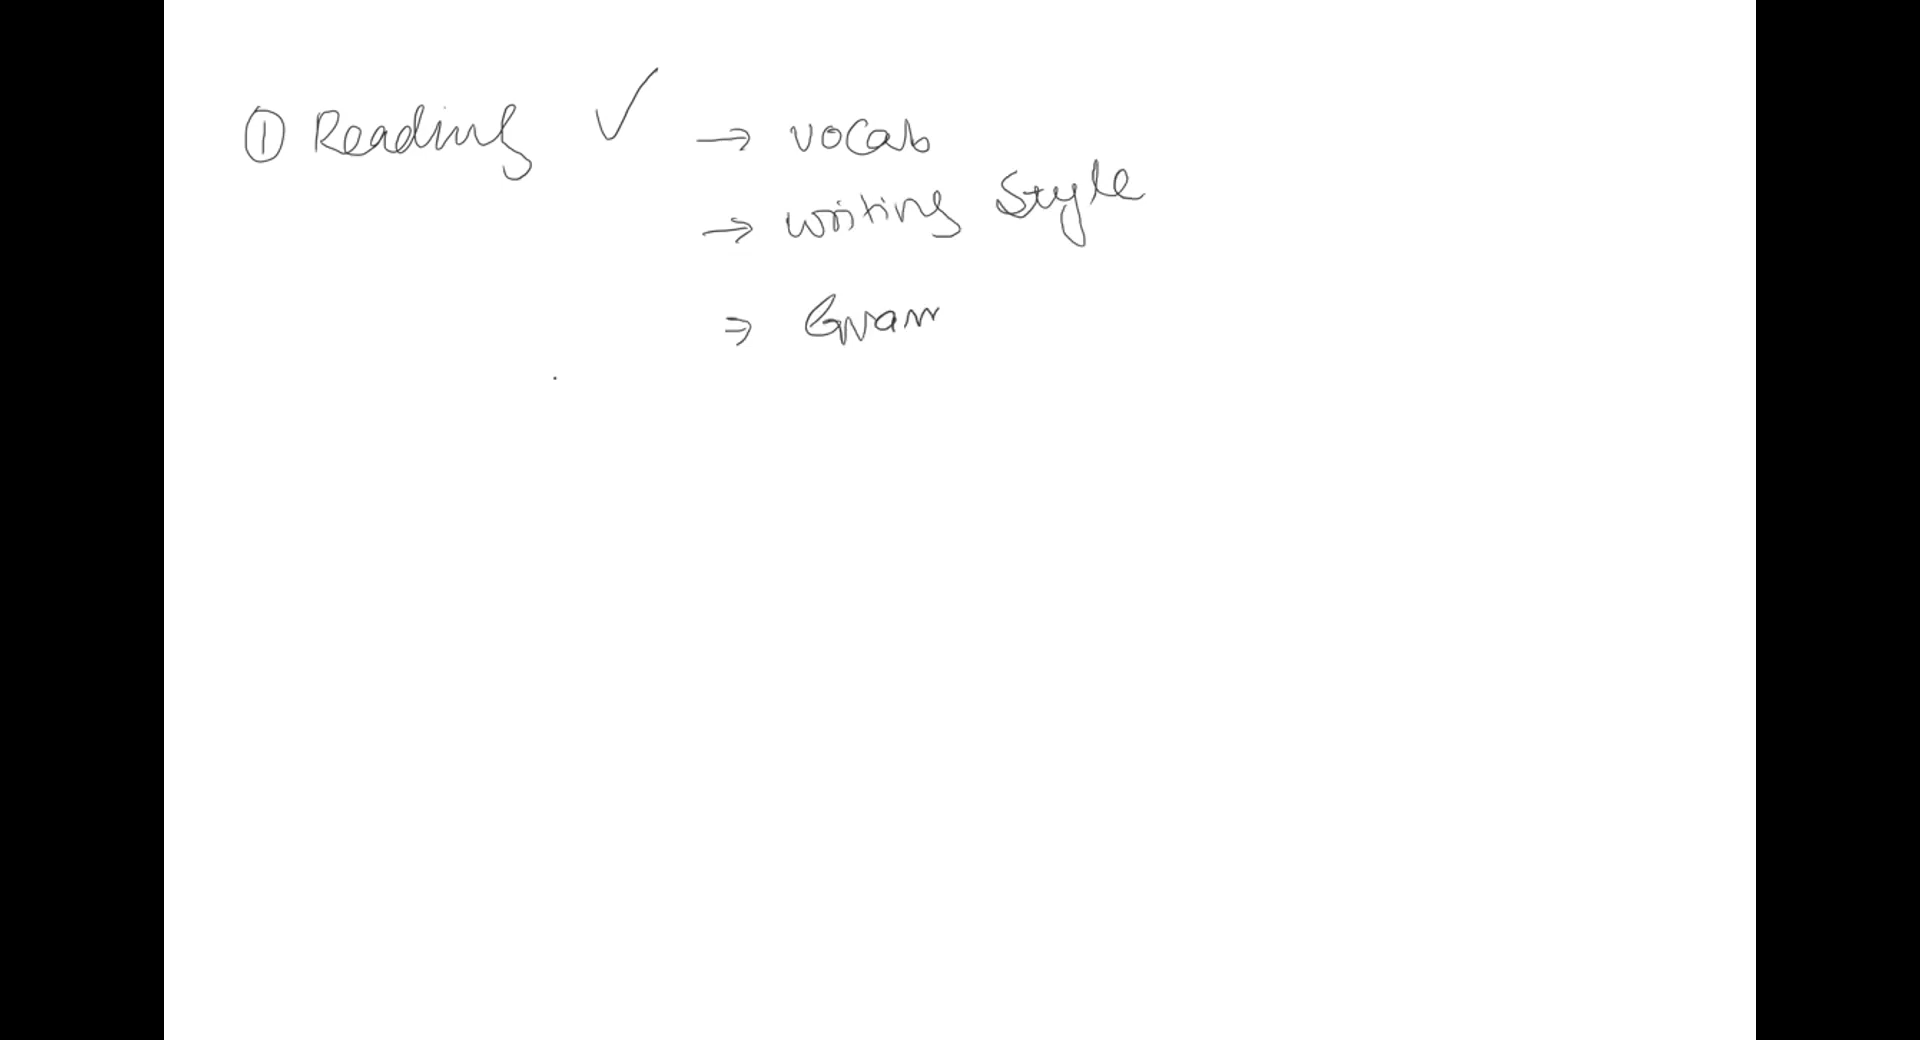 ① Reading ✓ → vocab
→ writing Style
⇒ Gram